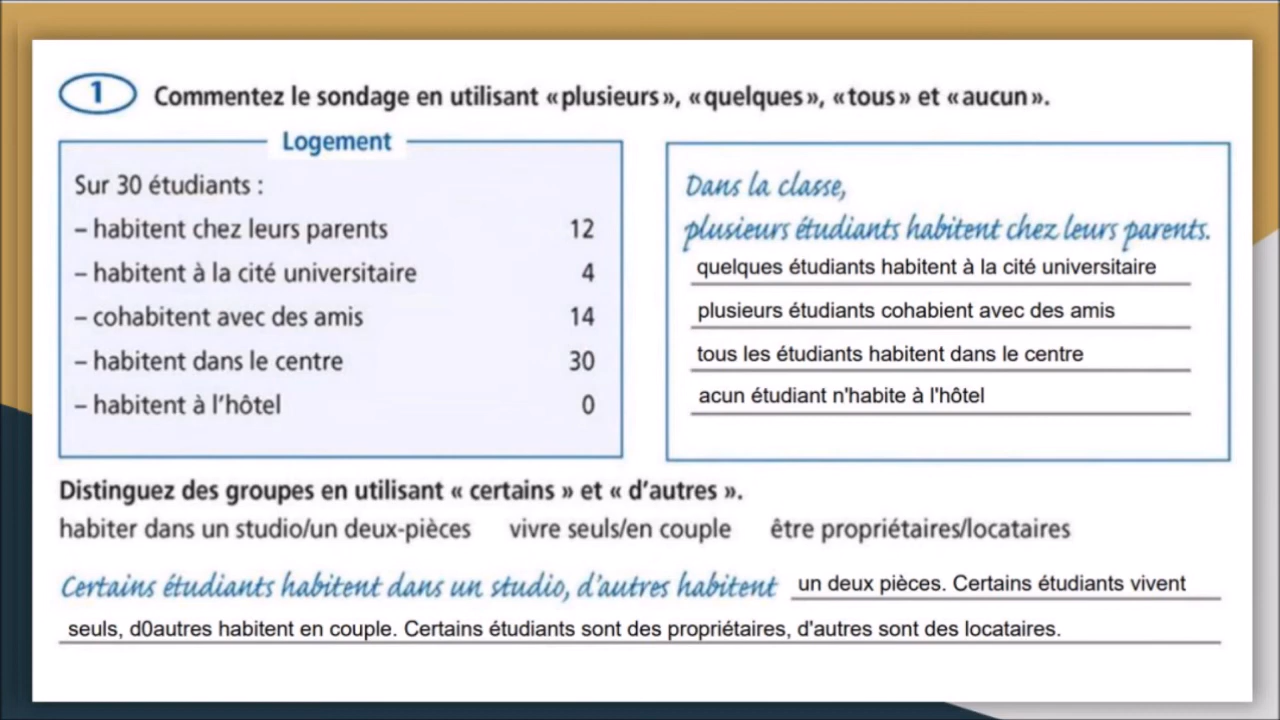 1 Commentez le sondage en utilisant «plusieurs», «quelques», «tous» et «aucun».
Logement
Sur 30 étudiants :
– habitent chez leurs parents 12
– habitent à la cité universitaire 4
– cohabitent avec des amis 14
– habitent dans le centre 30
– habitent à l'hôtel 0
Dans la classe,
plusieurs étudiants habitent chez leurs parents.
quelques étudiants habitent à la cité universitaire
plusieurs étudiants cohabient avec des amis
tous les étudiants habitent dans le centre
acun étudiant n'habite à l'hôtel
Distinguez des groupes en utilisant « certains » et « d'autres ».
habiter dans un studio/un deux-pièces vivre seuls/en couple être propriétaires/locataires
Certains étudiants habitent dans un studio, d'autres habitent un deux pièces. Certains étudiants vivent
seuls, d0autres habitent en couple. Certains étudiants sont des propriétaires, d'autres sont des locataires.